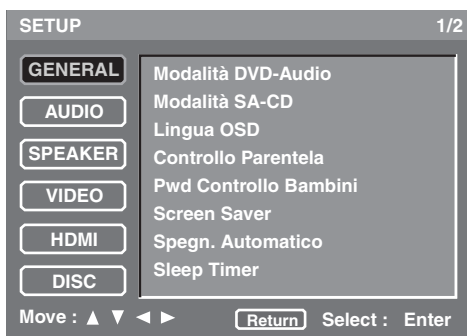 SETUP 1/2
GENERAL
AUDIO
SPEAKER
VIDEO
HDMI
DISC
Modalità DVD-Audio
Modalità SA-CD
Lingua OSD
Controllo Parentela
Pwd Controllo Bambini
Screen Saver
Spegn. Automatico
Sleep Timer
Move : ▲ ▼ ◄ ► Return Select : Enter